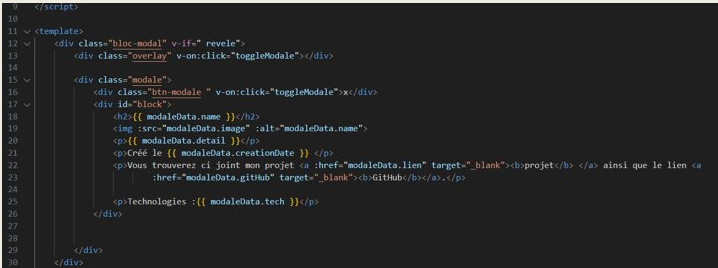 9 </script>
10
11 <template>
12 <div class="bloc-modal" v-if=" revele">
13 <div class="overlay" v-on:click="toggleModale"></div>
14
15 <div class="modale">
16 <div class="btn-modale " v-on:click="toggleModale">x</div>
17 <div id="block">
18 <h2>{{ modaleData.name }}</h2>
19 <img :src="modaleData.image" :alt="modaleData.name">
20 <p>{{ modaleData.detail }}</p>
21 <p>Créé le {{ modaleData.creationDate }} </p>
22 <p>Vous trouverez ci joint mon projet <a :href="modaleData.lien" target="_blank"><b>projet</b> </a> ainsi que le lien <a
23 :href="modaleData.gitHub" target="_blank"><b>GitHub</b></a>.</p>
24
25 <p>Technologies :{{ modaleData.tech }}</p>
26 </div>
27
28
29 </div>
30 </div>